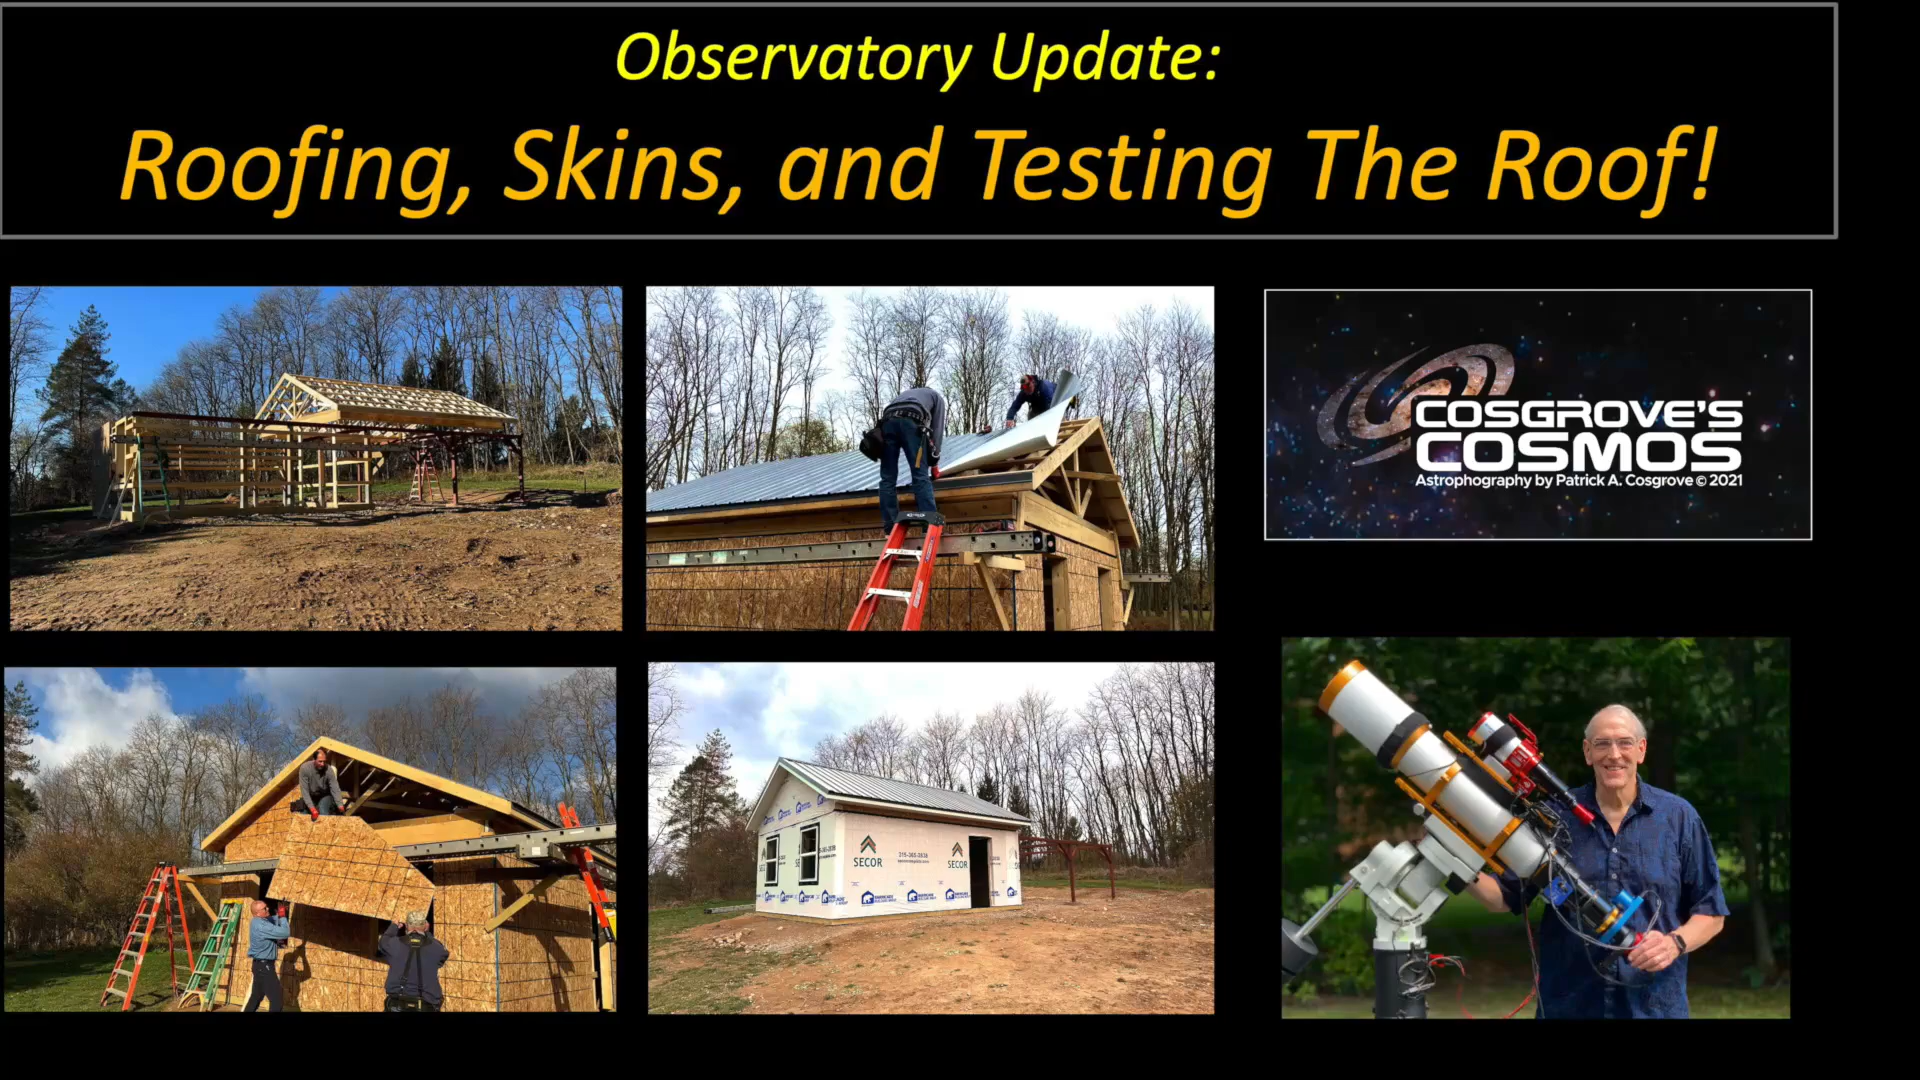 Observatory Update:
Roofing, Skins, and Testing The Roof!
COSGROVE'S
COSMOS
Astrophography by Patrick A. Cosgrove © 2021
SECOR
SECOR